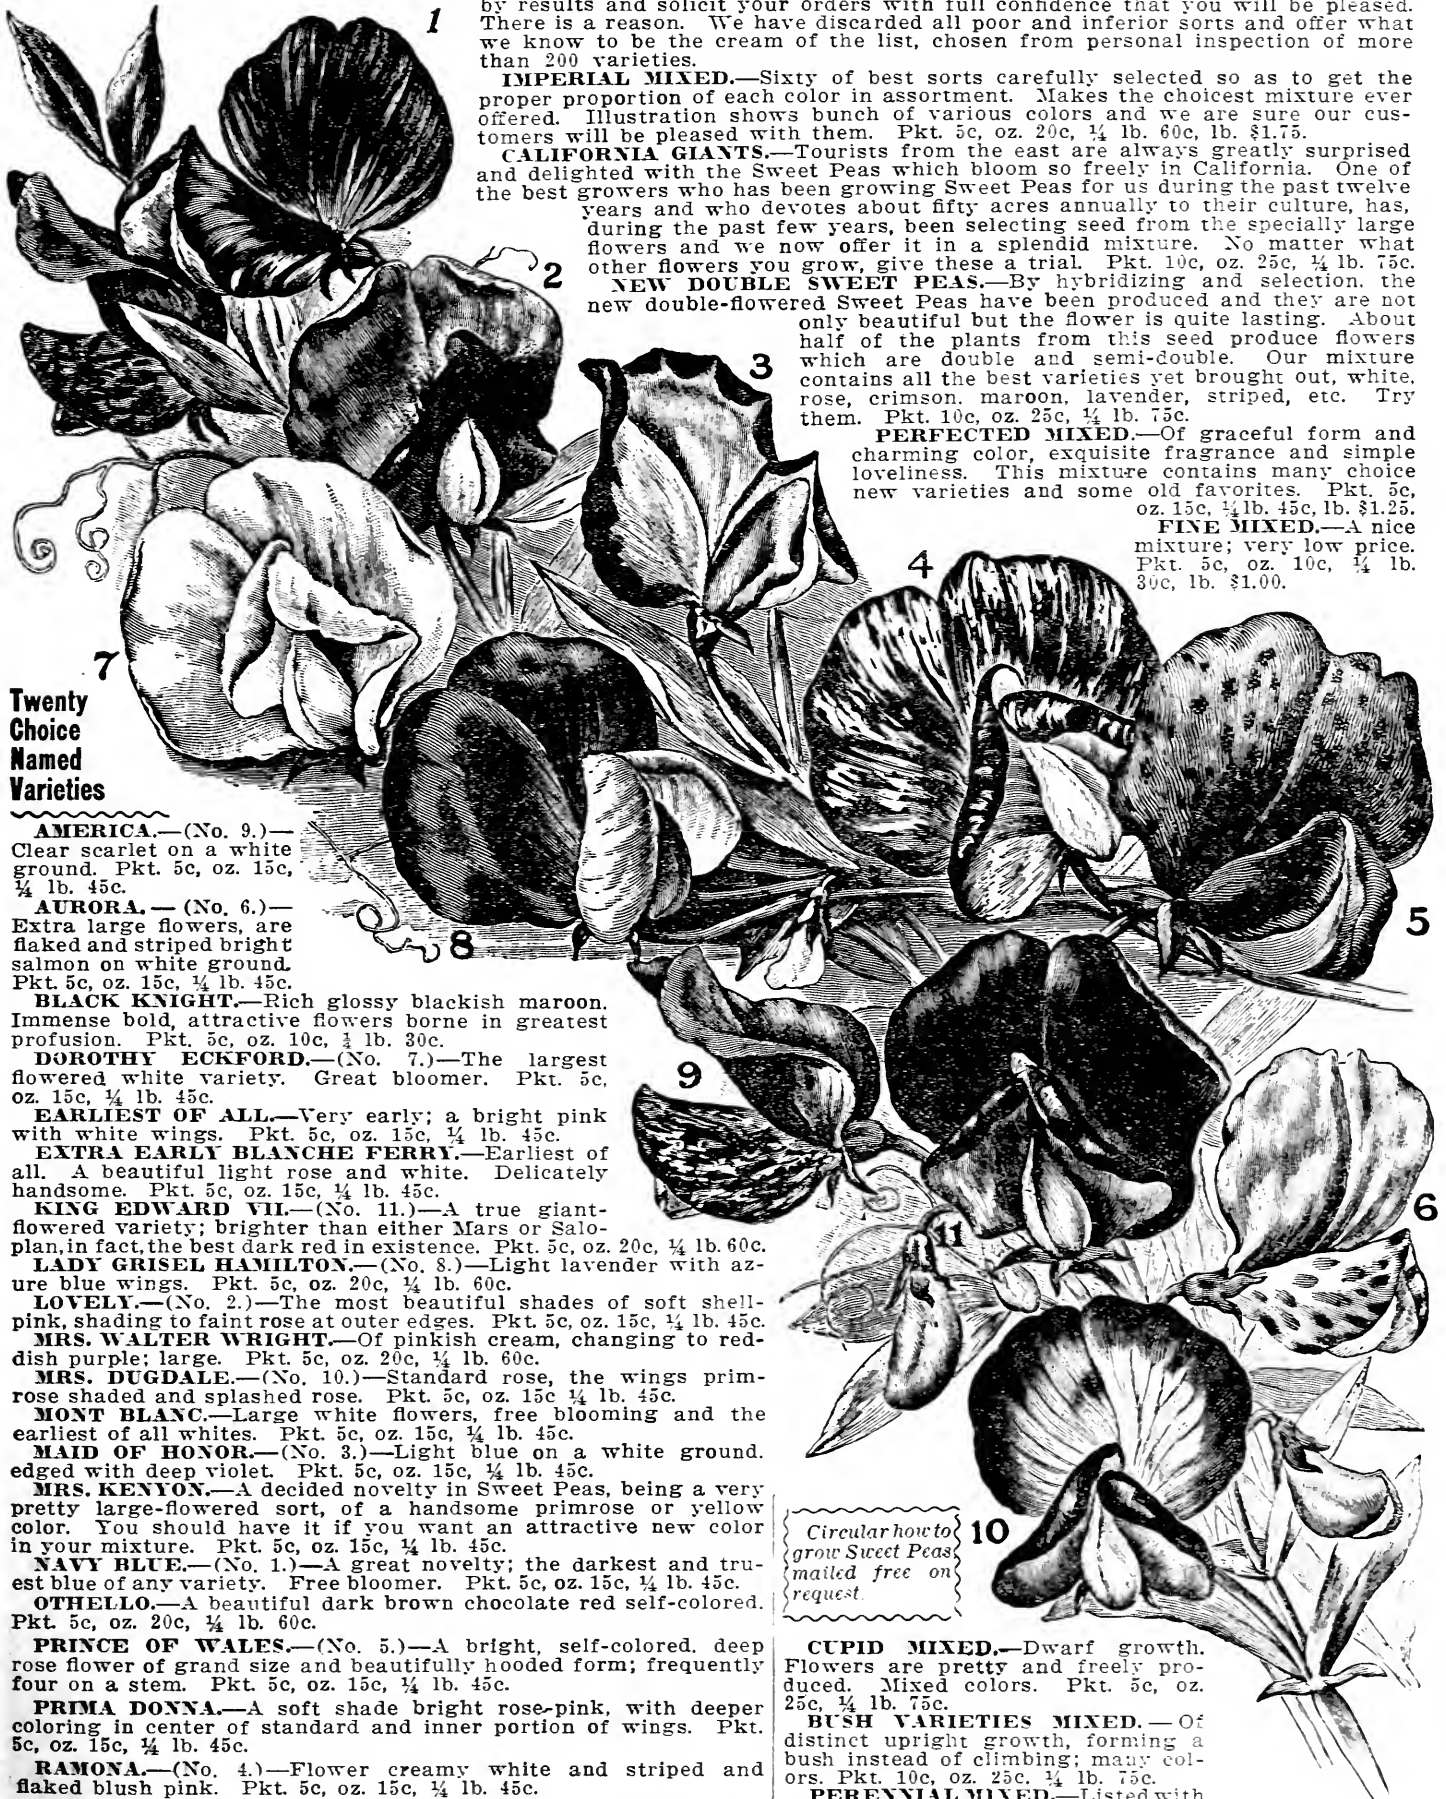 by results and solicit your orders with full confidence that you will be pleased.
There is a reason. We have discarded all poor and inferior sorts and offer what
we know to be the cream of the list, chosen from personal inspection of more
than 200 varieties.
IMPERIAL MIXED.—Sixty of best sorts carefully selected so as to get the
proper proportion of each color in assortment. Makes the choicest mixture ever
offered. Illustration shows bunch of various colors and we are sure our cus-
tomers will be pleased with them. Pkt. 5c, oz. 20c, ¼ lb. 60c, lb. $1.75.
CALIFORNIA GIANTS.—Tourists from the east are always greatly surprised
and delighted with the Sweet Peas which bloom so freely in California. One of
the best growers who has been growing Sweet Peas for us during the past twelve
years and who devotes about fifty acres annually to their culture, has,
during the past few years, been selecting seed from the specially large
flowers and we now offer it in a splendid mixture. No matter what
other flowers you grow, give these a trial. Pkt. 10c, oz. 25c, ¼ lb. 75c.
NEW DOUBLE SWEET PEAS.—By hybridizing and selection, the
new double-flowered Sweet Peas have been produced and they are not
only beautiful but the flower is quite lasting. About
half of the plants from this seed produce flowers
which are double and semi-double. Our mixture
contains all the best varieties yet brought out, white,
rose, crimson, maroon, lavender, striped, etc. Try
them. Pkt. 10c, oz. 25c, ¼ lb. 75c.
PERFECTED MIXED.—Of graceful form and
charming color, exquisite fragrance and simple
loveliness. This mixture contains many choice
new varieties and some old favorites. Pkt. 5c,
oz. 15c, ¼ lb. 45c, lb. $1.25.
FINE MIXED.—A nice
mixture; very low price.
Pkt. 5c, oz. 10c, ¼ lb.
30c, lb. $1.00.
1
2
3
4
5
6
7
8
9
10
11
Twenty
Choice
Named
Varieties
AMERICA.—(No. 9.)—
Clear scarlet on a white
ground. Pkt. 5c, oz. 15c,
¼ lb. 45c.
AURORA.—(No. 6.)—
Extra large flowers, are
flaked and striped bright
salmon on white ground.
Pkt. 5c, oz. 15c, ¼ lb. 45c.
BLACK KNIGHT.—Rich glossy blackish maroon.
Immense bold, attractive flowers borne in greatest
profusion. Pkt. 5c, oz. 10c, ¼ lb. 30c.
DOROTHY ECKFORD.—(No. 7.)—The largest
flowered white variety. Great bloomer. Pkt. 5c,
oz. 15c, ¼ lb. 45c.
EARLIEST OF ALL.—Very early; a bright pink
with white wings. Pkt. 5c, oz. 15c, ¼ lb. 45c.
EXTRA EARLY BLANCHE FERRY.—Earliest of
all. A beautiful light rose and white. Delicately
handsome. Pkt. 5c, oz. 15c, ¼ lb. 45c.
KING EDWARD VII.—(No. 11.)—A true giant-
flowered variety; brighter than either Mars or Salo-
plan, in fact, the best dark red in existence. Pkt. 5c, oz. 20c, ¼ lb. 60c.
LADY GRISEL HAMILTON.—(No. 8.)—Light lavender with az-
ure blue wings. Pkt. 5c, oz. 20c, ¼ lb. 60c.
LOVELY.—(No. 2.)—The most beautiful shades of soft shell-
pink, shading to faint rose at outer edges. Pkt. 5c, oz. 15c, ¼ lb. 45c.
MRS. WALTER WRIGHT.—Of pinkish cream, changing to red-
dish purple; large. Pkt. 5c, oz. 20c, ¼ lb. 60c.
MRS. DUGDALE.—(No. 10.)—Standard rose, the wings prim-
rose shaded and splashed rose. Pkt. 5c, oz. 15c ¼ lb. 45c.
MONT BLANC.—Large white flowers, free blooming and the
earliest of all whites. Pkt. 5c, oz. 15c, ¼ lb. 45c.
MAID OF HONOR.—(No. 3.)—Light blue on a white ground.
edged with deep violet. Pkt. 5c, oz. 15c, ¼ lb. 45c.
MRS. KENYON.—A decided novelty in Sweet Peas, being a very
pretty large-flowered sort, of a handsome primrose or yellow
color. You should have it if you want an attractive new color
in your mixture. Pkt. 5c, oz. 15c, ¼ lb. 45c.
NAVY BLUE.—(No. 1.)—A great novelty; the darkest and tru-
est blue of any variety. Free bloomer. Pkt. 5c, oz. 15c, ¼ lb. 45c.
OTHELLO.—A beautiful dark brown chocolate red self-colored.
Pkt. 5c, oz. 20c, ¼ lb. 60c.
PRINCE OF WALES.—(No. 5.)—A bright, self-colored, deep
rose flower of grand size and beautifully hooded form; frequently
four on a stem. Pkt. 5c, oz. 15c, ¼ lb. 45c.
PRIMA DONNA.—A soft shade bright rose-pink, with deeper
coloring in center of standard and inner portion of wings. Pkt.
5c, oz. 15c, ¼ lb. 45c.
RAMONA.—(No. 4.)—Flower creamy white and striped and
flaked blush pink. Pkt. 5c, oz. 15c, ¼ lb. 45c.
Circular how to
grow Sweet Peas
mailed free on
request.
CUPID MIXED.—Dwarf growth.
Flowers are pretty and freely pro-
duced. Mixed colors. Pkt. 5c, oz.
25c, ¼ lb. 75c.
BUSH VARIETIES MIXED.—Of
distinct upright growth, forming a
bush instead of climbing; many col-
ors. Pkt. 10c, oz. 25c, ¼ lb. 75c.
PERENNIAL MIXED.—Listed with